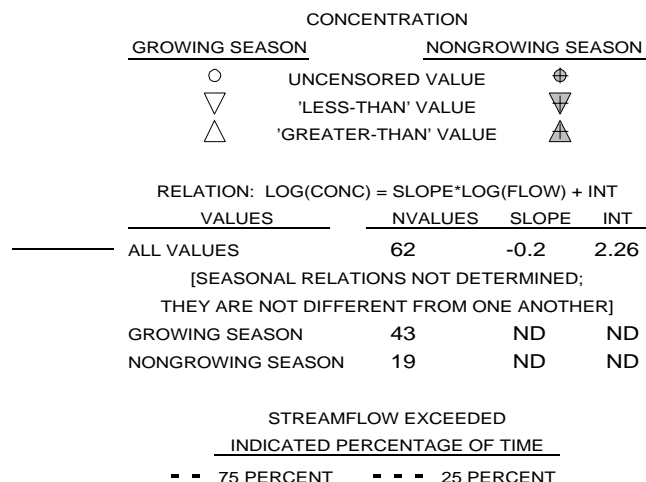 CONCENTRATION
GROWING SEASON NONGROWING SEASON
UNCENSORED VALUE
'LESS-THAN' VALUE
'GREATER-THAN' VALUE
RELATION: LOG(CONC) = SLOPE*LOG(FLOW) + INT
VALUES NVALUES SLOPE INT
ALL VALUES 62 -0.2 2.26
[SEASONAL RELATIONS NOT DETERMINED;
THEY ARE NOT DIFFERENT FROM ONE ANOTHER]
GROWING SEASON 43 ND ND
NONGROWING SEASON 19 ND ND
STREAMFLOW EXCEEDED
INDICATED PERCENTAGE OF TIME
75 PERCENT 25 PERCENT